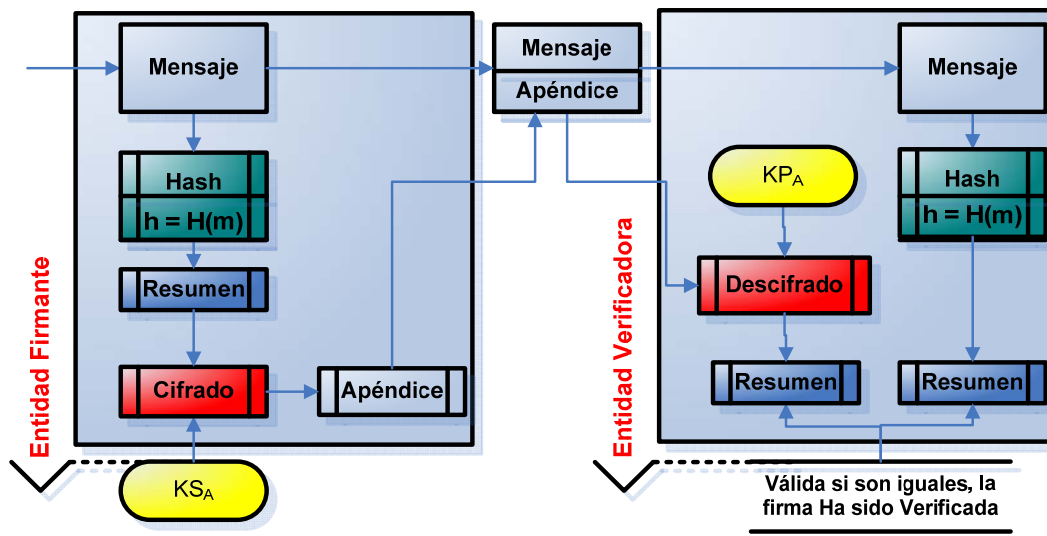 Entidad Firmante
Mensaje
Hash
h = H(m)
Resumen
Cifrado
Apéndice
KSA
Mensaje
Apéndice
Entidad Verificadora
KPA
Descifrado
Resumen
Mensaje
Hash
h = H(m)
Resumen
Válida si son iguales, la
firma Ha sido Verificada